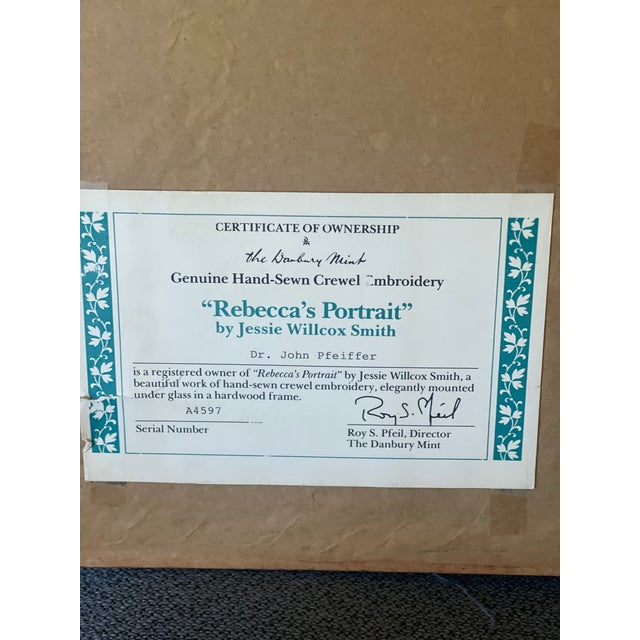 CERTIFICATE OF OWNERSHIP
The Danbury Mint
Genuine Hand-Sewn Crewel Embroidery
“Rebecca's Portrait”
by Jessie Willcox Smith
Dr. John Pfeiffer
is a registered owner of “Rebecca's Portrait” by Jessie Willcox Smith, a
beautiful work of hand-sewn crewel embroidery, elegantly mounted
under glass in a hardwood frame.
A4597 Roy S. Pfeil
Serial Number Roy S. Pfeil, Director
The Danbury Mint